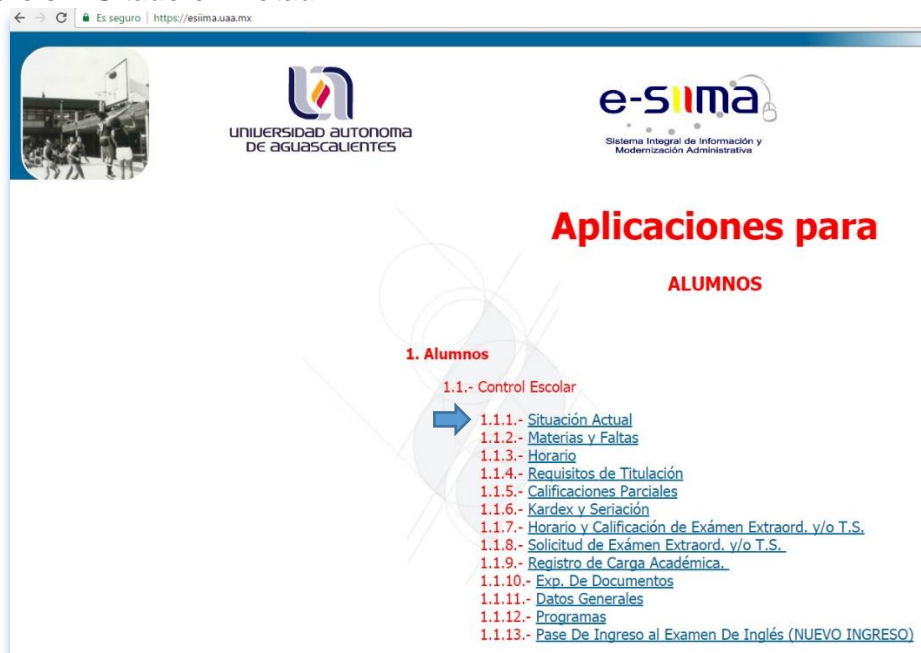 Es seguro | https://esiima.uaa.mx
UNIVERSIDAD AUTONOMA
DE AGUASCALIENTES
e-sиima
Sistema Integral de Información y
Modernización Administrativa
Aplicaciones para
ALUMNOS
1. Alumnos
1.1.- Control Escolar
1.1.1.- Situación Actual
1.1.2.- Materias y Faltas
1.1.3.- Horario
1.1.4.- Requisitos de Titulación
1.1.5.- Calificaciones Parciales
1.1.6.- Kardex y Seriación
1.1.7.- Horario y Calificación de Exámen Extraord. y/o T.S.
1.1.8.- Solicitud de Exámen Extraord. y/o T.S.
1.1.9.- Registro de Carga Académica.
1.1.10.- Exp. De Documentos
1.1.11.- Datos Generales
1.1.12.- Programas
1.1.13.- Pase De Ingreso al Examen De Inglés (NUEVO INGRESO)